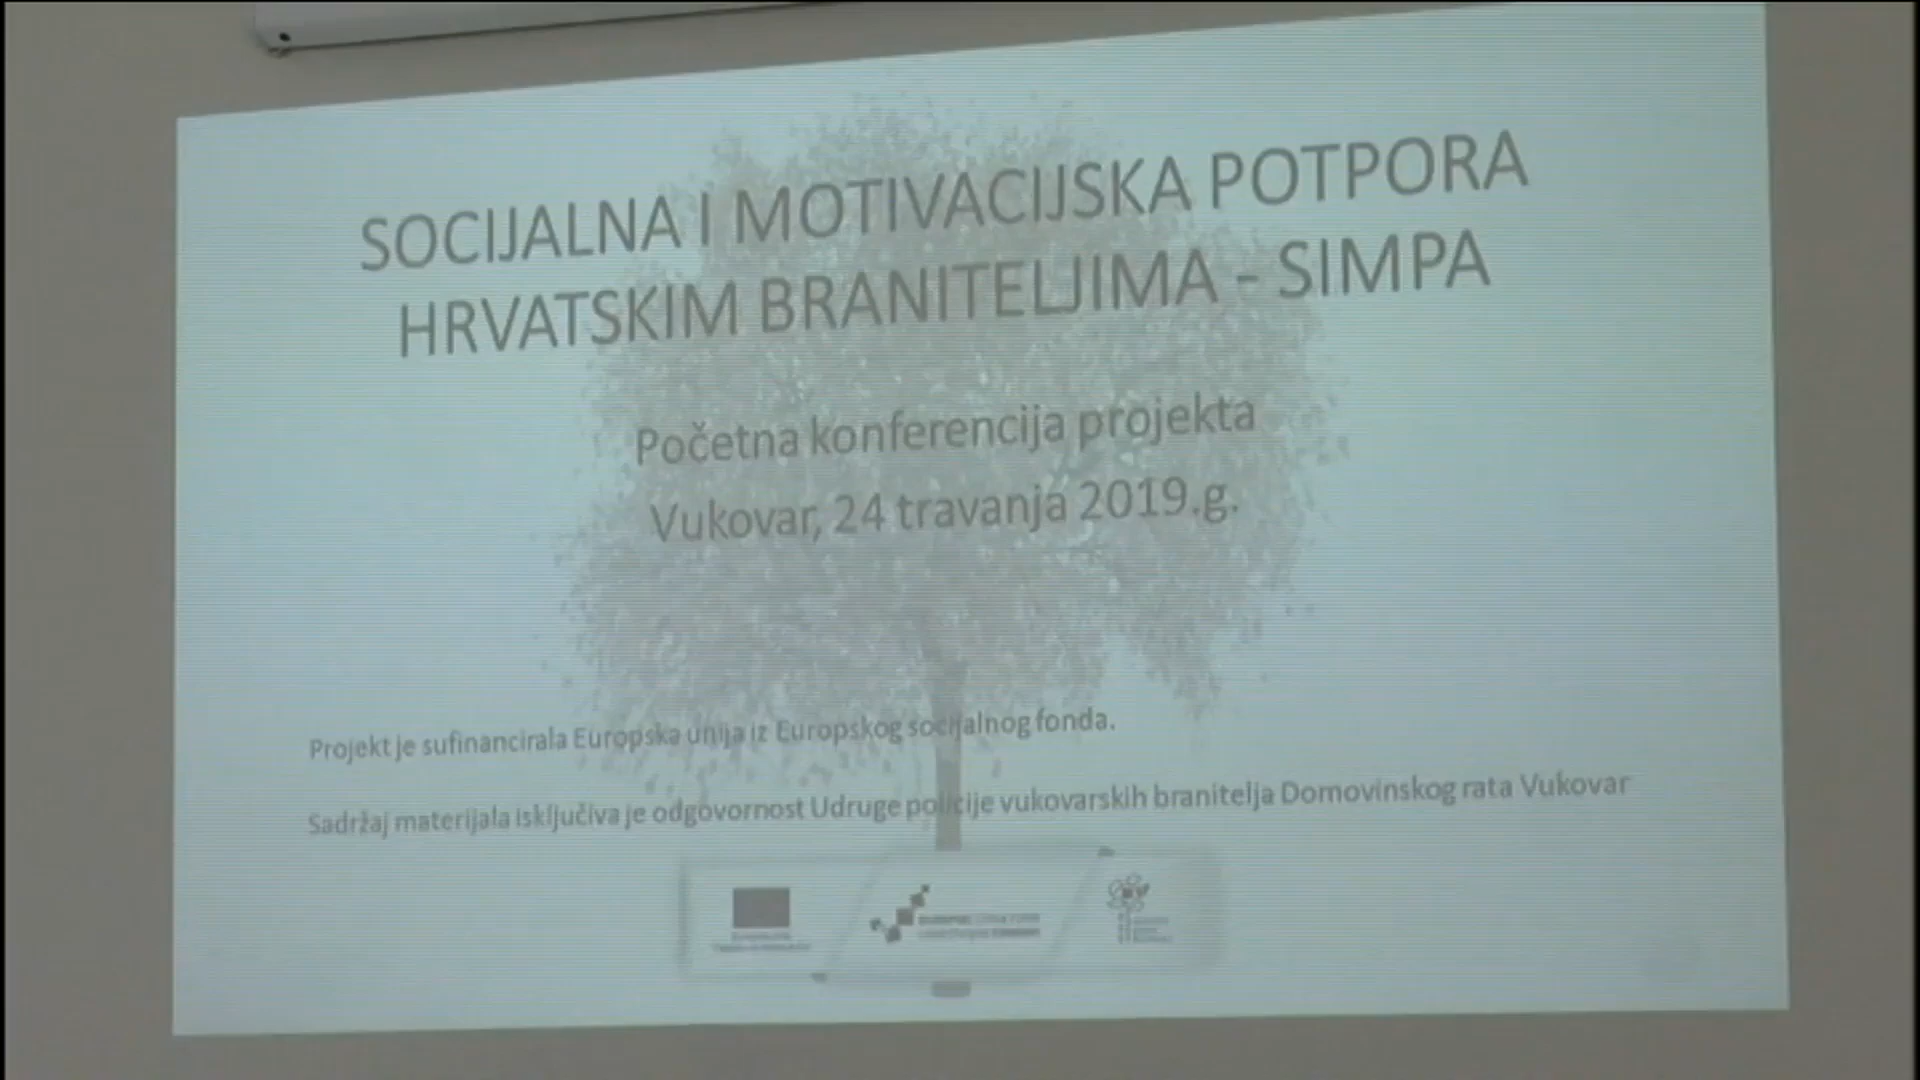 SOCIJALNA I MOTIVACIJSKA POTPORA
HRVATSKIM BRANITELJIMA - SIMPA
Početna konferencija projekta
Vukovar, 24 travanja 2019.g.
Projekt je sufinancirala Europska unija iz Europskog socijalnog fonda.
Sadržaj materijala isključiva je odgovornost Udruge policije vukovarskih branitelja Domovinskog rata Vukovar